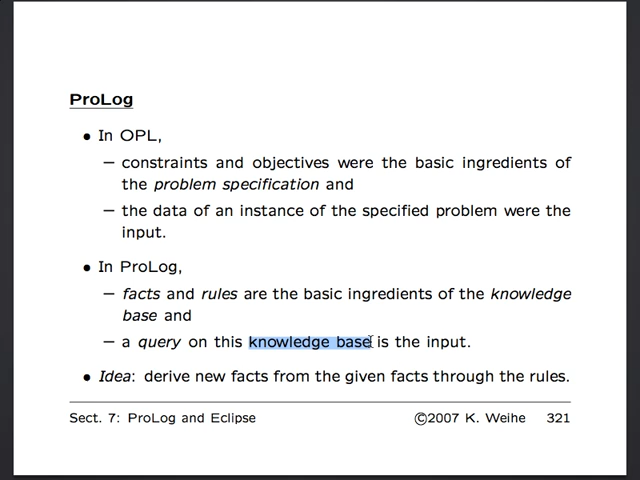 ProLog
• In OPL,
– constraints and objectives were the basic ingredients of
the problem specification and
– the data of an instance of the specified problem were the
input.
• In ProLog,
– facts and rules are the basic ingredients of the knowledge
base and
– a query on this knowledge base is the input.
• Idea: derive new facts from the given facts through the rules.
Sect. 7: ProLog and Eclipse ©2007 K. Weihe 321